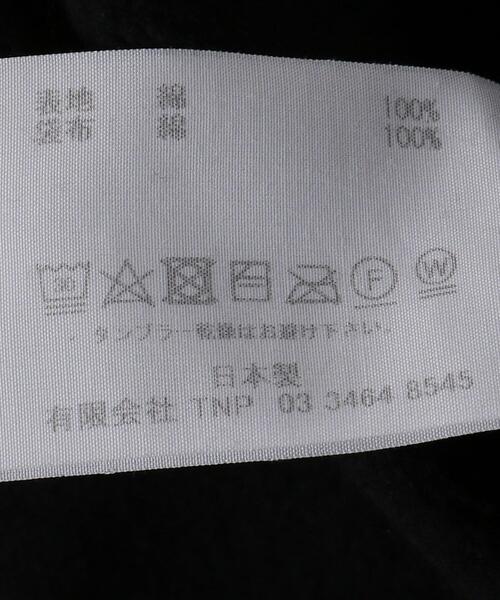 表地 綿 100%
袋布 綿 100%
30 F W
タンブラー乾燥はお避け下さい。
日本製
有限会社 TNP 03 3464 8545